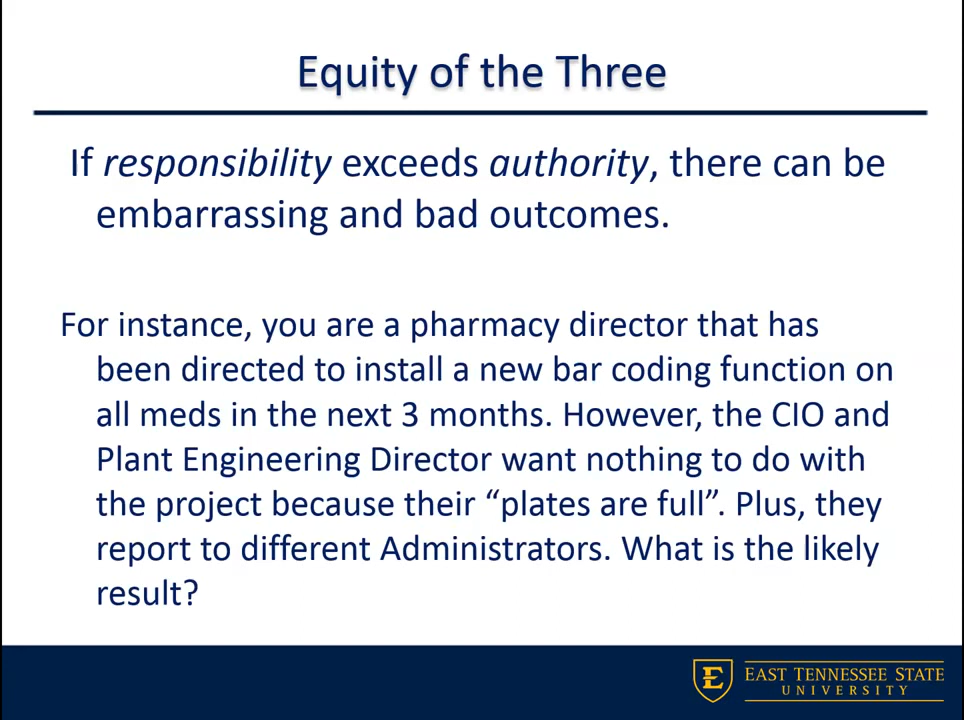 Equity of the Three
If responsibility exceeds authority, there can be
embarrassing and bad outcomes.
For instance, you are a pharmacy director that has
been directed to install a new bar coding function on
all meds in the next 3 months. However, the CIO and
Plant Engineering Director want nothing to do with
the project because their “plates are full”. Plus, they
report to different Administrators. What is the likely
result?
E
EAST TENNESSEE STATE
UNIVERSITY